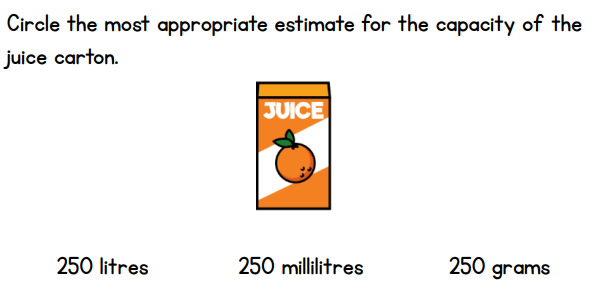 Circle the most appropriate estimate for the capacity of the
juice carton.
JUICE
250 litres 250 millilitres 250 grams